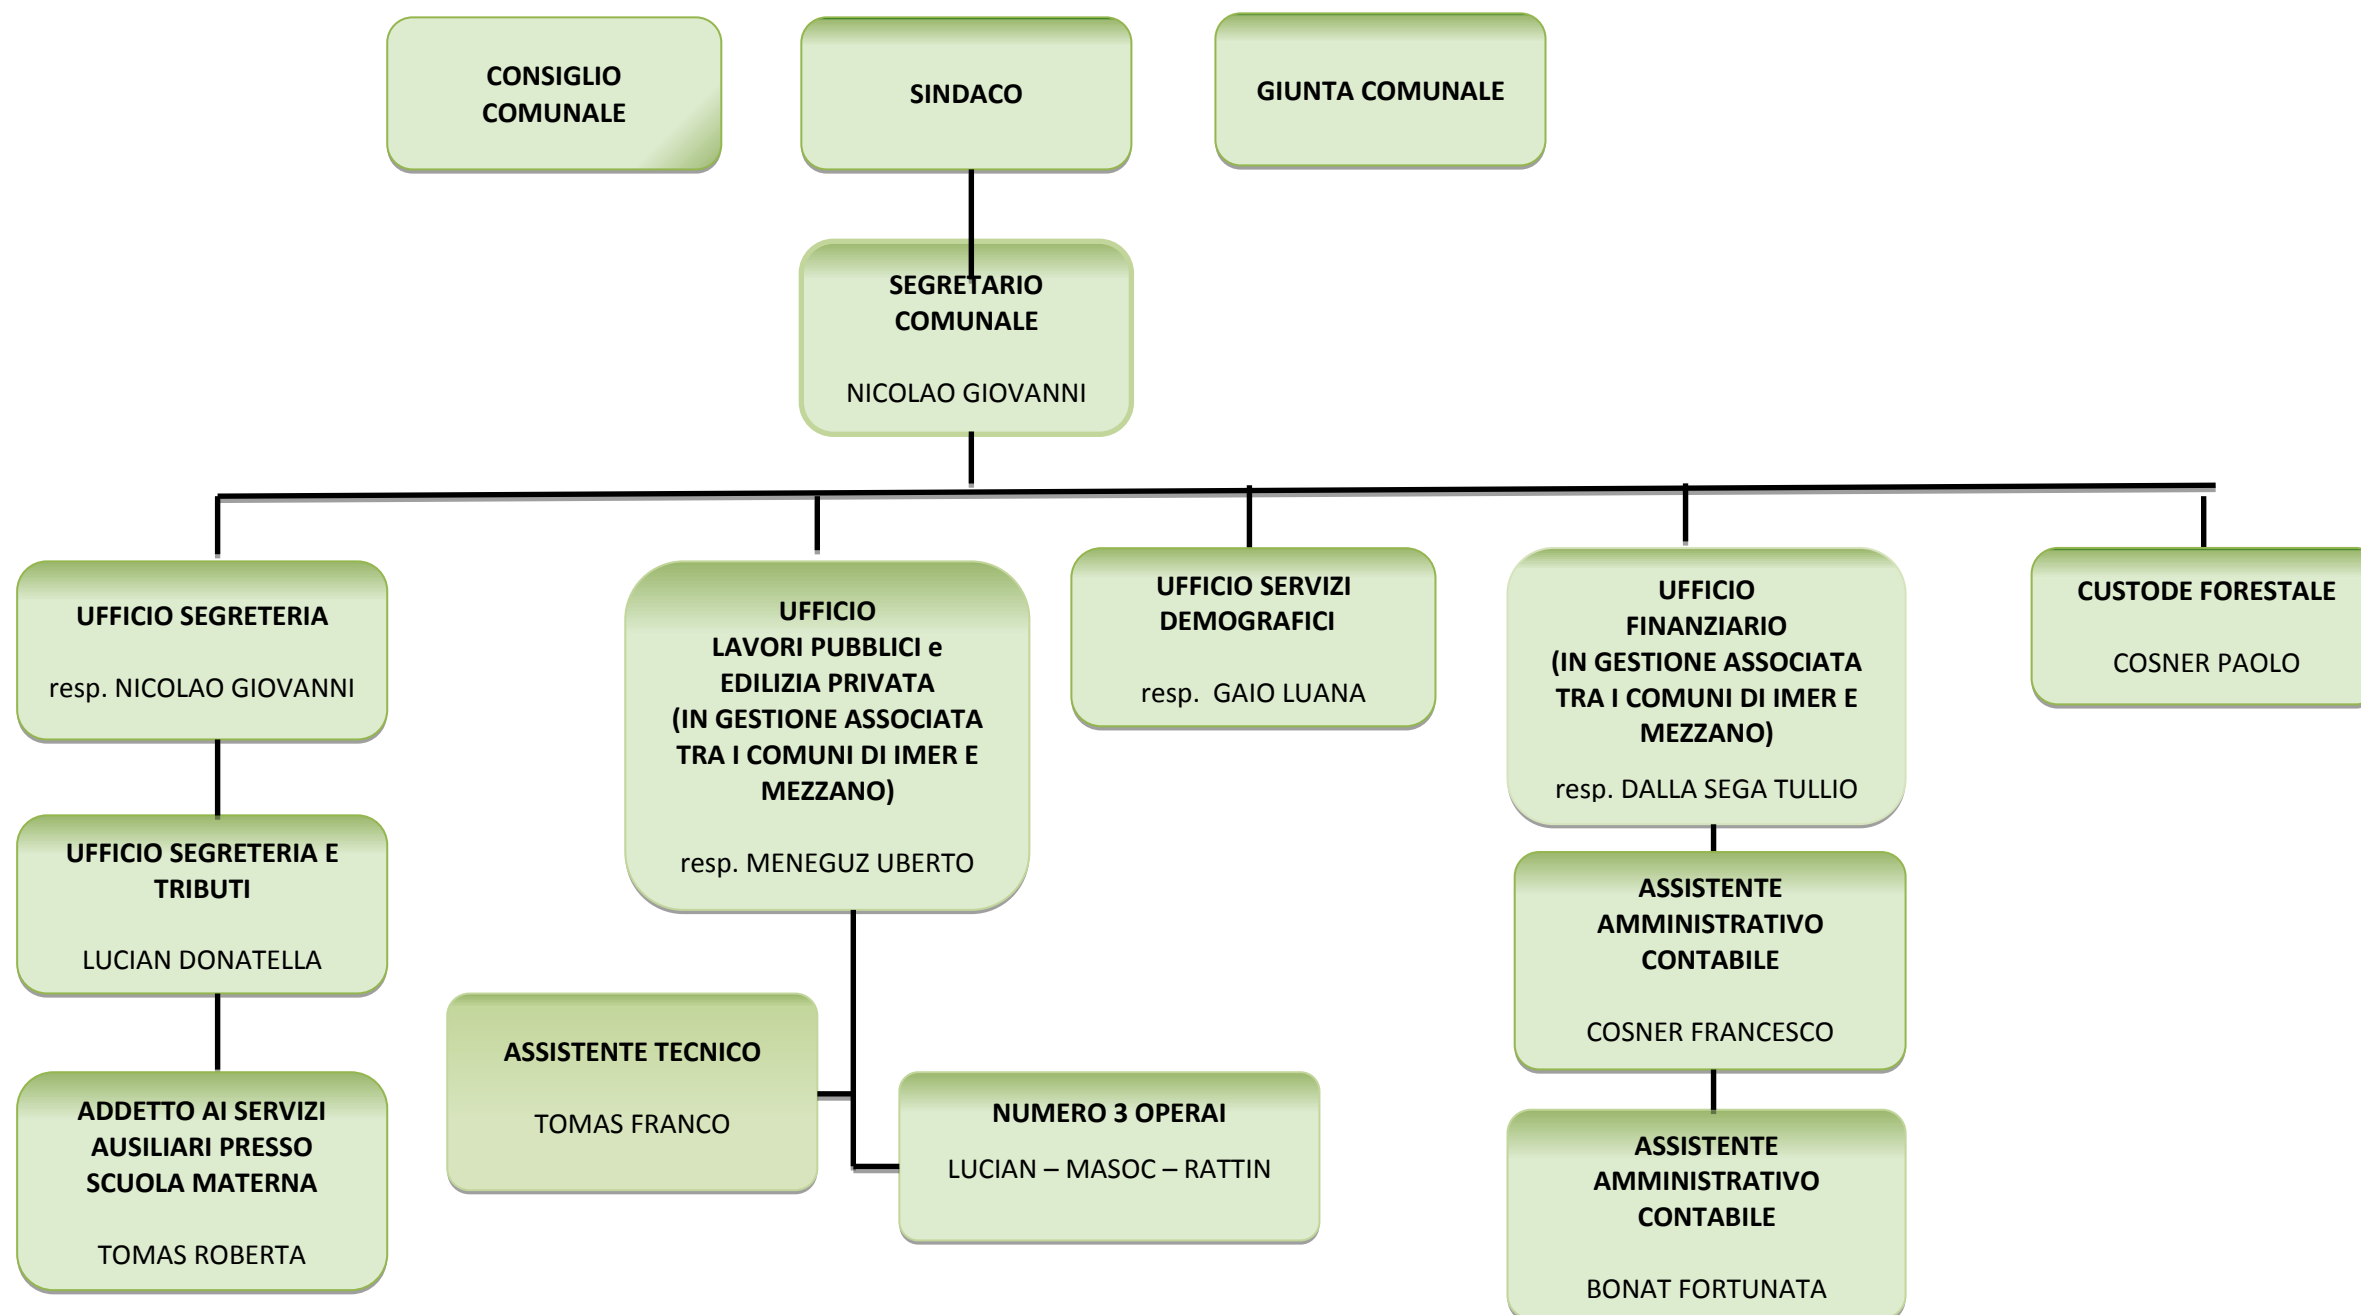 CONSIGLIO
COMUNALE
SINDACO
GIUNTA COMUNALE
SEGRETARIO
COMUNALE
NICOLAO GIOVANNI
UFFICIO SEGRETERIA
resp. NICOLAO GIOVANNI
UFFICIO SEGRETERIA E
TRIBUTI
LUCIAN DONATELLA
ADDETTO AI SERVIZI
AUSILIARI PRESSO
SCUOLA MATERNA
TOMAS ROBERTA
UFFICIO
LAVORI PUBBLICI e
EDILIZIA PRIVATA
(IN GESTIONE ASSOCIATA
TRA I COMUNI DI IMER E
MEZZANO)
resp. MENEGUZ UBERTO
ASSISTENTE TECNICO
TOMAS FRANCO
NUMERO 3 OPERAI
LUCIAN – MASOC – RATTIN
UFFICIO SERVIZI
DEMOGRAFICI
resp.  GAIO LUANA
UFFICIO
FINANZIARIO
(IN GESTIONE ASSOCIATA
TRA I COMUNI DI IMER E
MEZZANO)
resp. DALLA SEGA TULLIO
ASSISTENTE
AMMINISTRATIVO
CONTABILE
COSNER FRANCESCO
ASSISTENTE
AMMINISTRATIVO
CONTABILE
BONAT FORTUNATA
CUSTODE FORESTALE
COSNER PAOLO